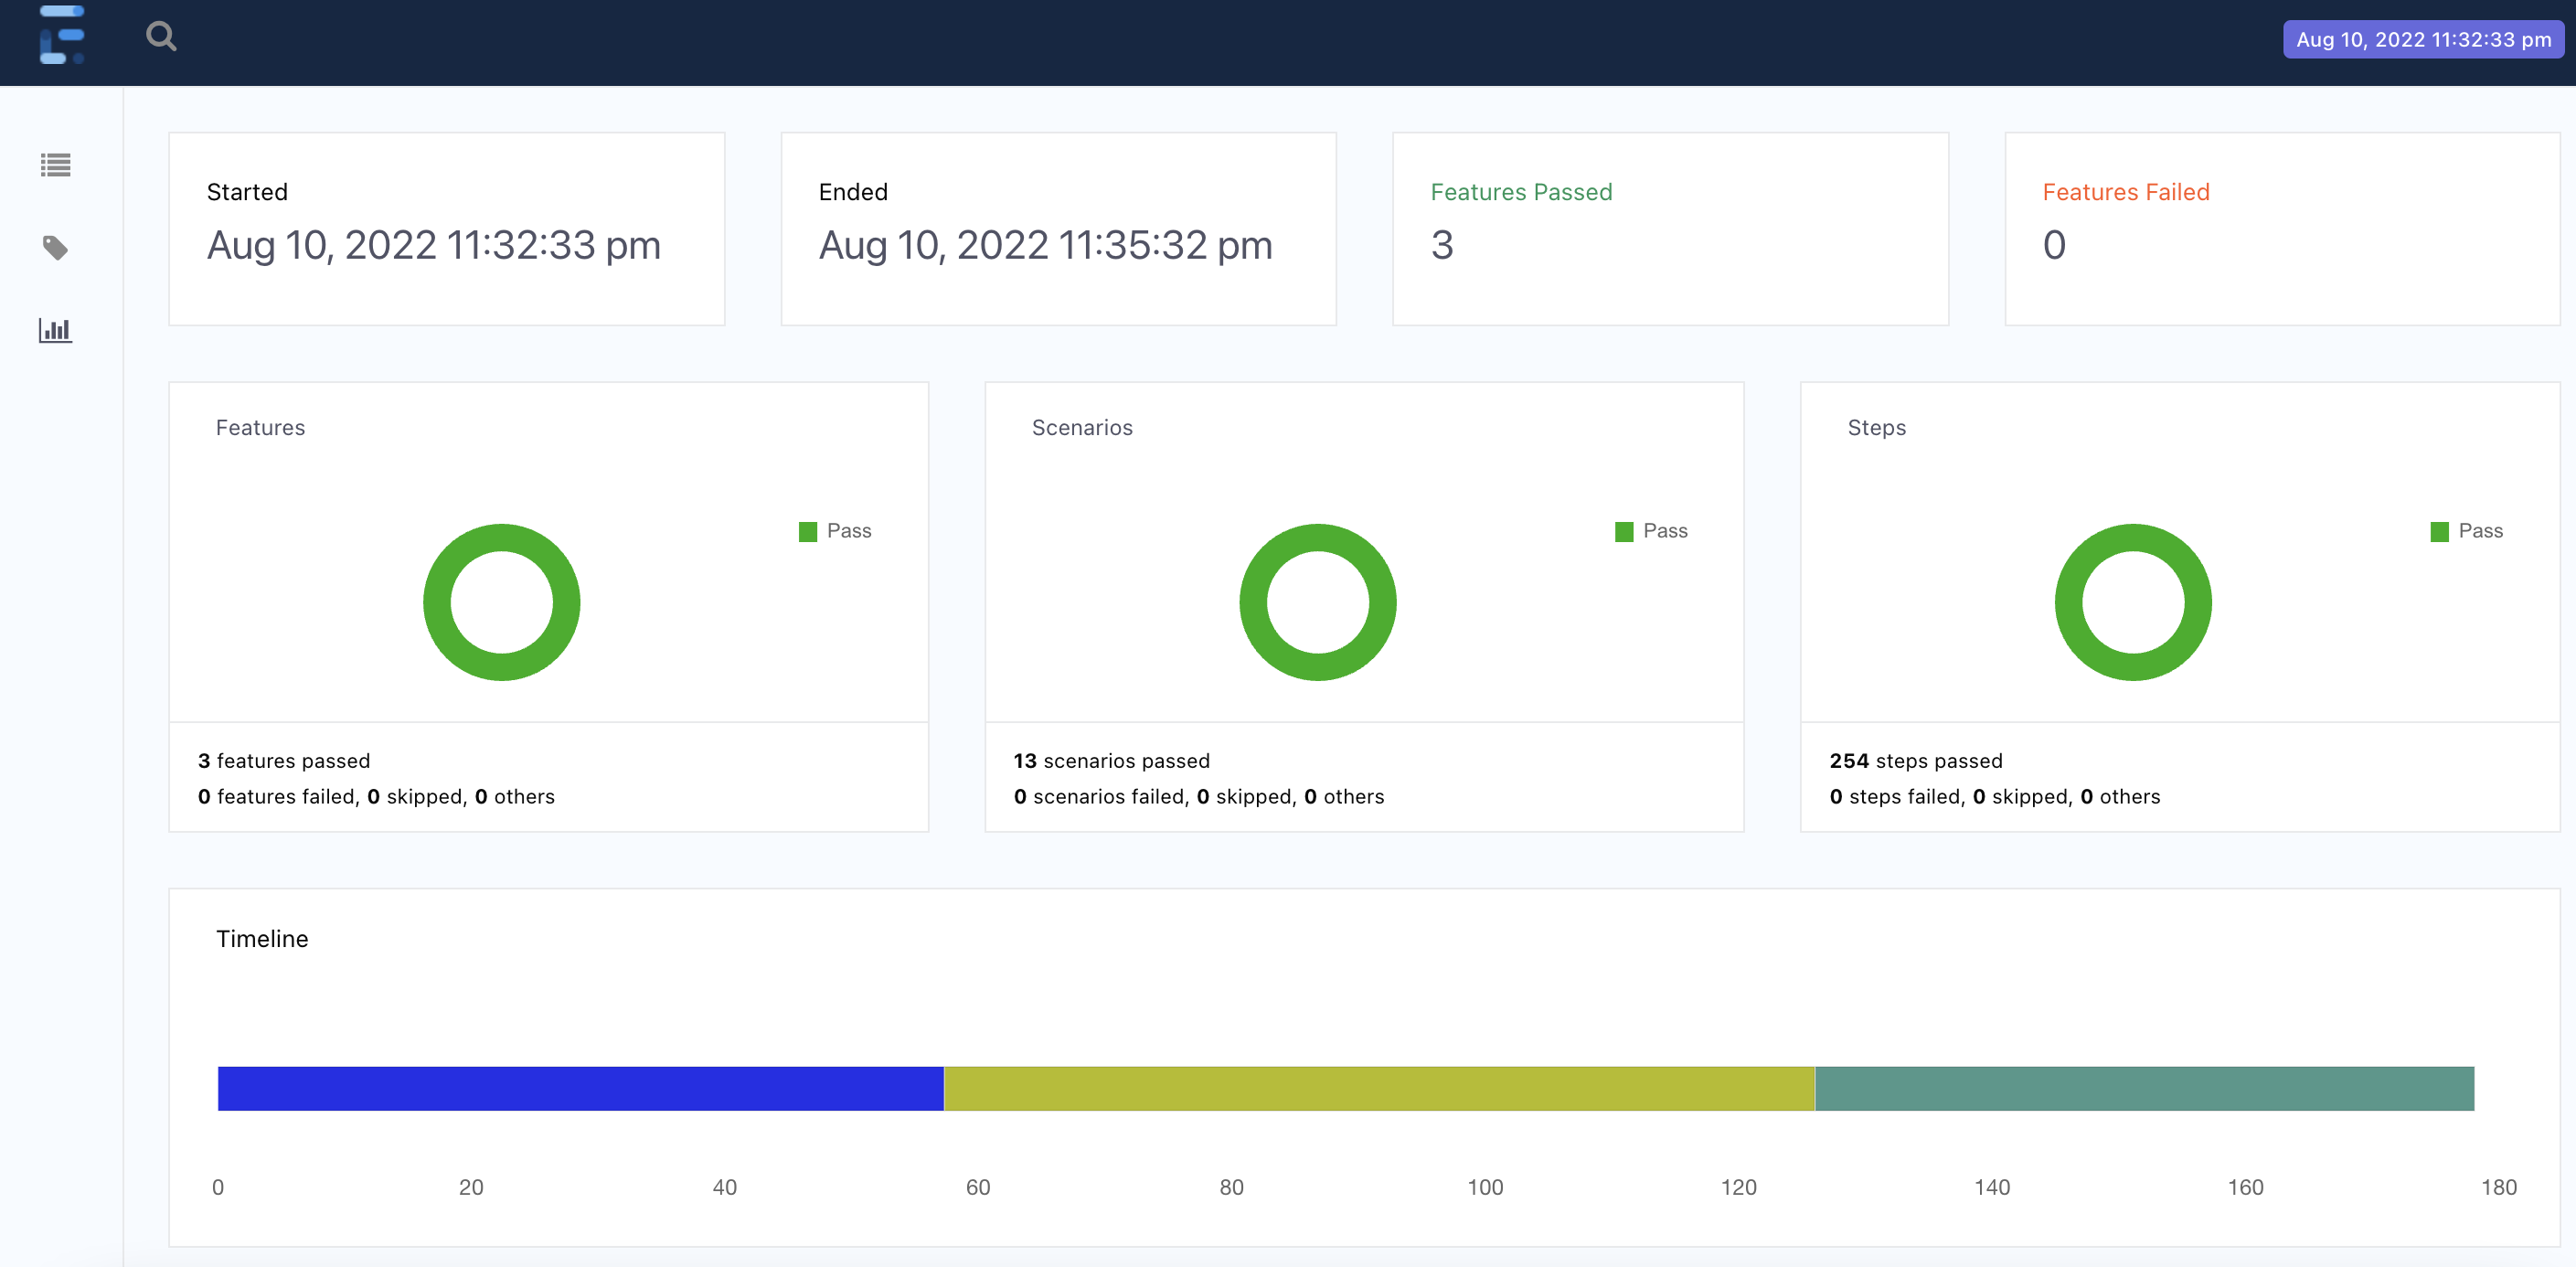 Aug 10, 2022 11:32:33 pm
Started
Aug 10, 2022 11:32:33 pm
Ended
Aug 10, 2022 11:35:32 pm
Features Passed
3
Features Failed
0
Features
Pass
3 features passed
0 features failed, 0 skipped, 0 others
Scenarios
Pass
13 scenarios passed
0 scenarios failed, 0 skipped, 0 others
Steps
Pass
254 steps passed
0 steps failed, 0 skipped, 0 others
Timeline
0 20 40 60 80 100 120 140 160 180